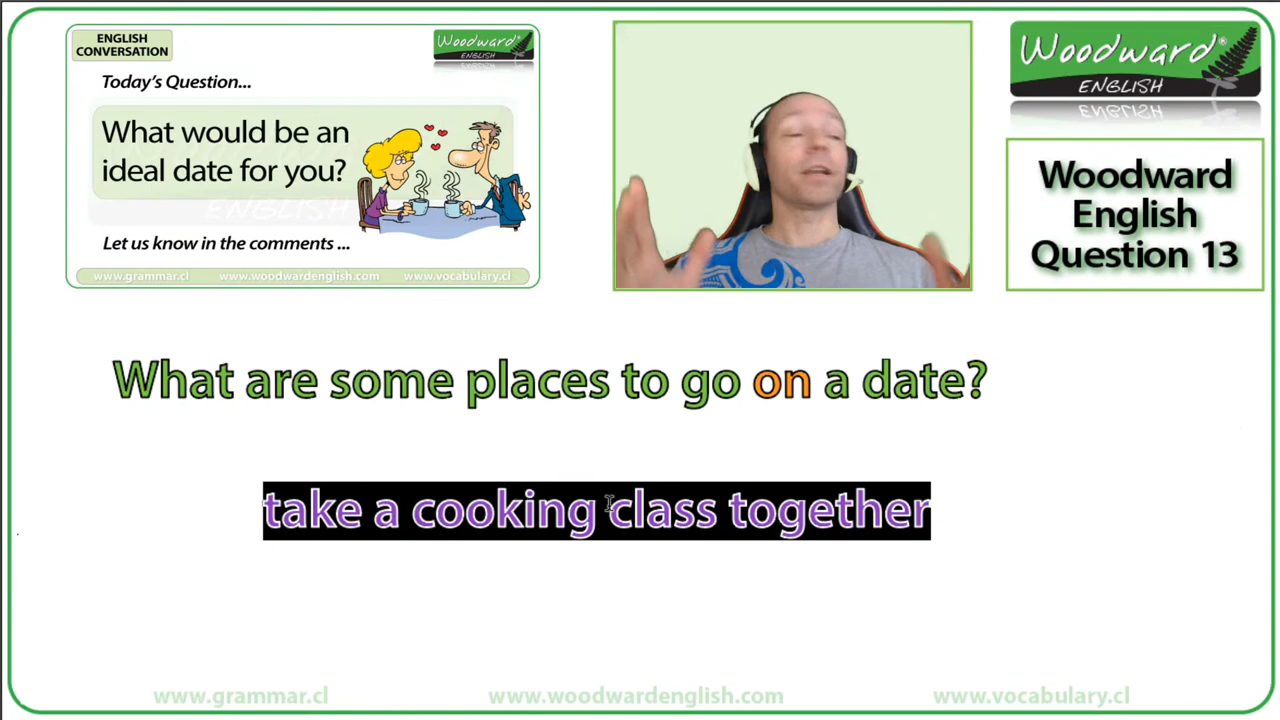 ENGLISH
CONVERSATION
Woodward
ENGLISH
Today's Question...
What would be an
ideal date for you?
Let us know in the comments ...
www.grammar.cl www.woodwardenglish.com www.vocabulary.cl
Woodward®
ENGLISH
Woodward
English
Question 13
What are some places to go on a date?
take a cooking class together
www.grammar.cl www.woodwardenglish.com www.vocabulary.cl